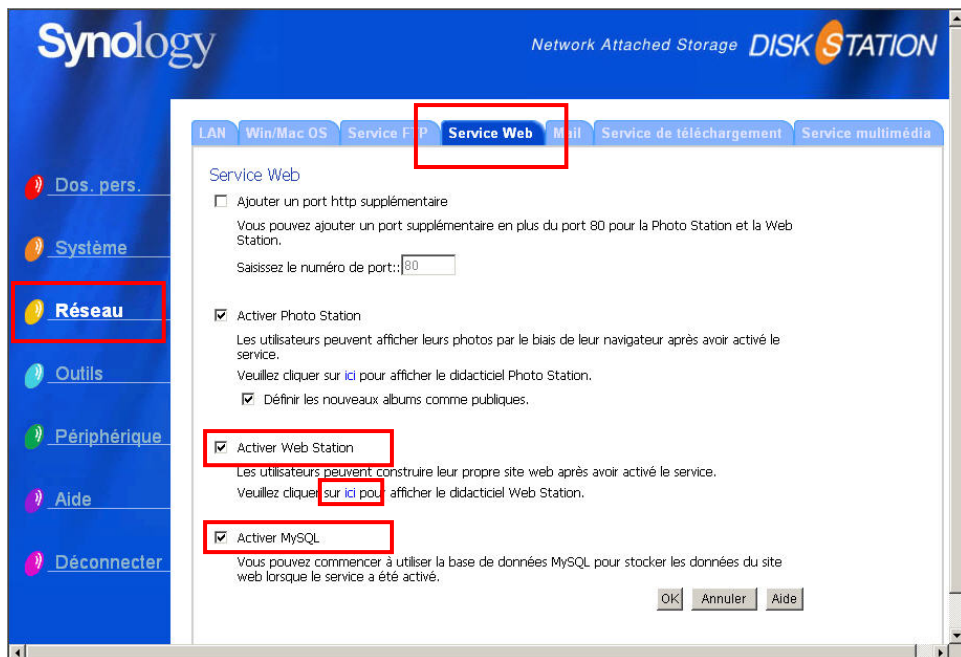 Synology
Network Attached Storage DISK STATION
LAN Win/Mac OS Service FTP Service Web Mail Service de téléchargement Service multimédia
Dos. pers.
Système
Réseau
Outils
Périphérique
Aide
Déconnecter
Service Web
Ajouter un port http supplémentaire
Vous pouvez ajouter un port supplémentaire en plus du port 80 pour la Photo Station et la Web
Station.
Saisissez le numéro de port:: 80
Activer Photo Station
Les utilisateurs peuvent afficher leurs photos par le biais de leur navigateur après avoir activé le
service.
Veuillez cliquer sur ici pour afficher le didacticiel Photo Station.
Définir les nouveaux albums comme publiques.
Activer Web Station
Les utilisateurs peuvent construire leur propre site web après avoir activé le service.
Veuillez cliquer sur ici pour afficher le didacticiel Web Station.
Activer MySQL
Vous pouvez commencer à utiliser la base de données MySQL pour stocker les données du site
web lorsque le service a été activé.
OK Annuler Aide